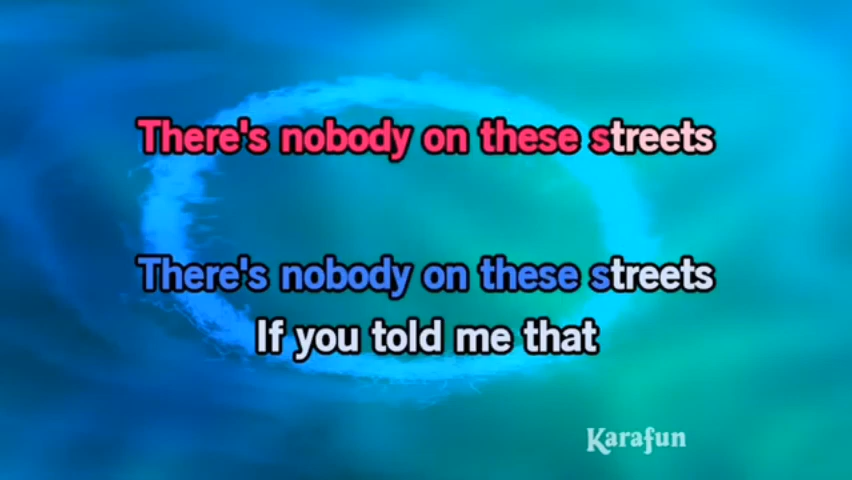 There's nobody on these streets
There's nobody on these streets
If you told me that
Karafun